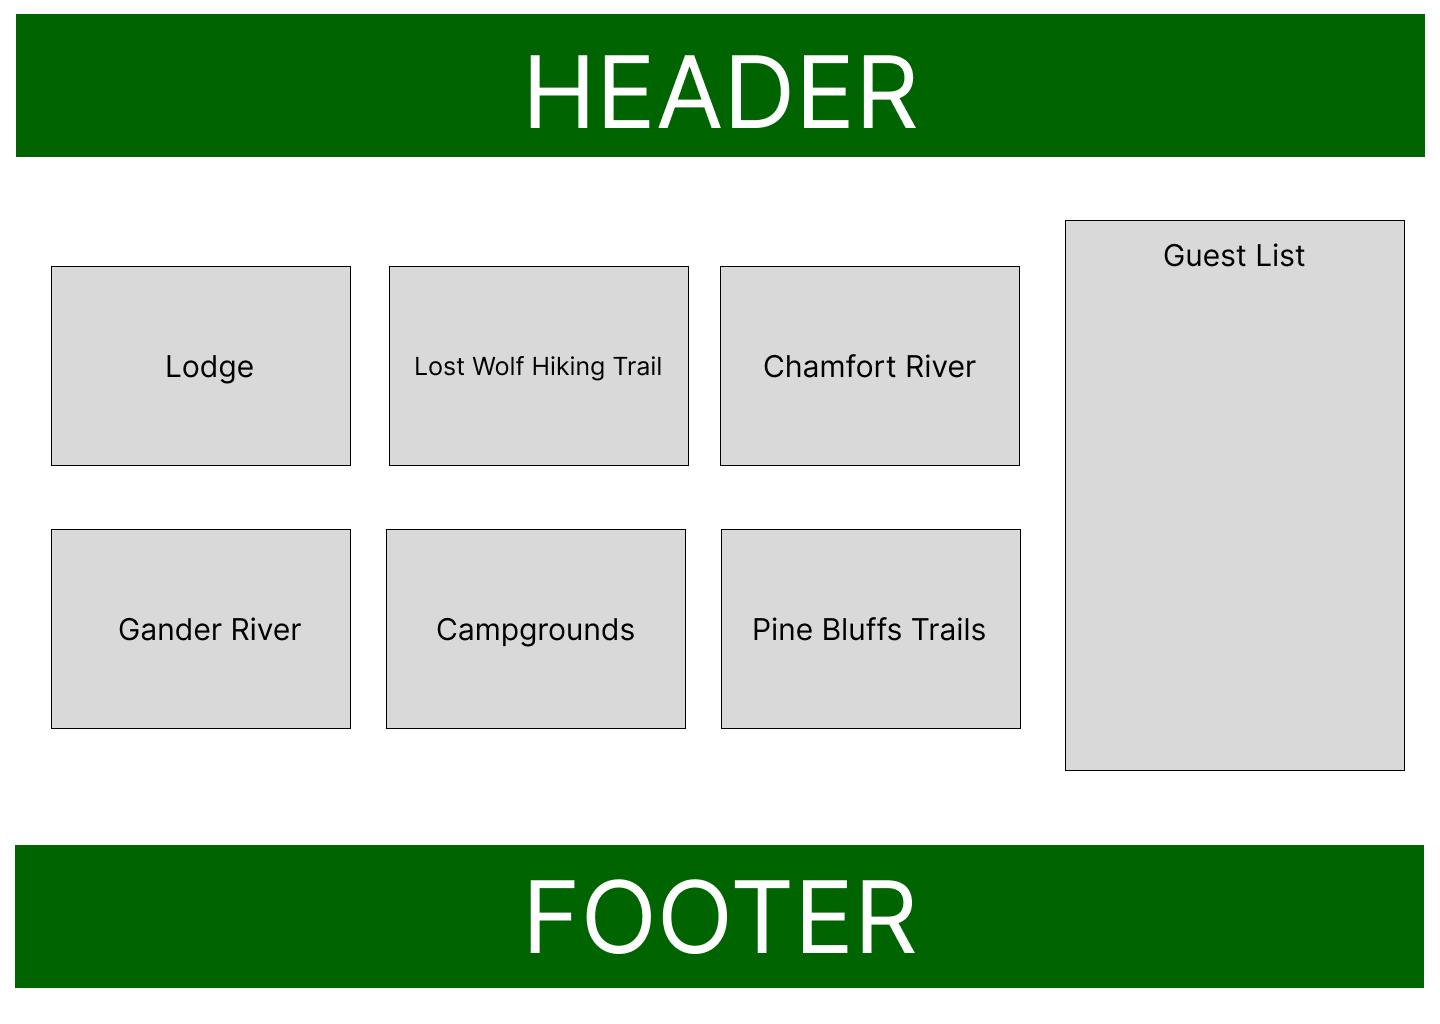 HEADER
Guest List
Lodge
Lost Wolf Hiking Trail
Chamfort River
Gander River
Campgrounds
Pine Bluffs Trails
FOOTER